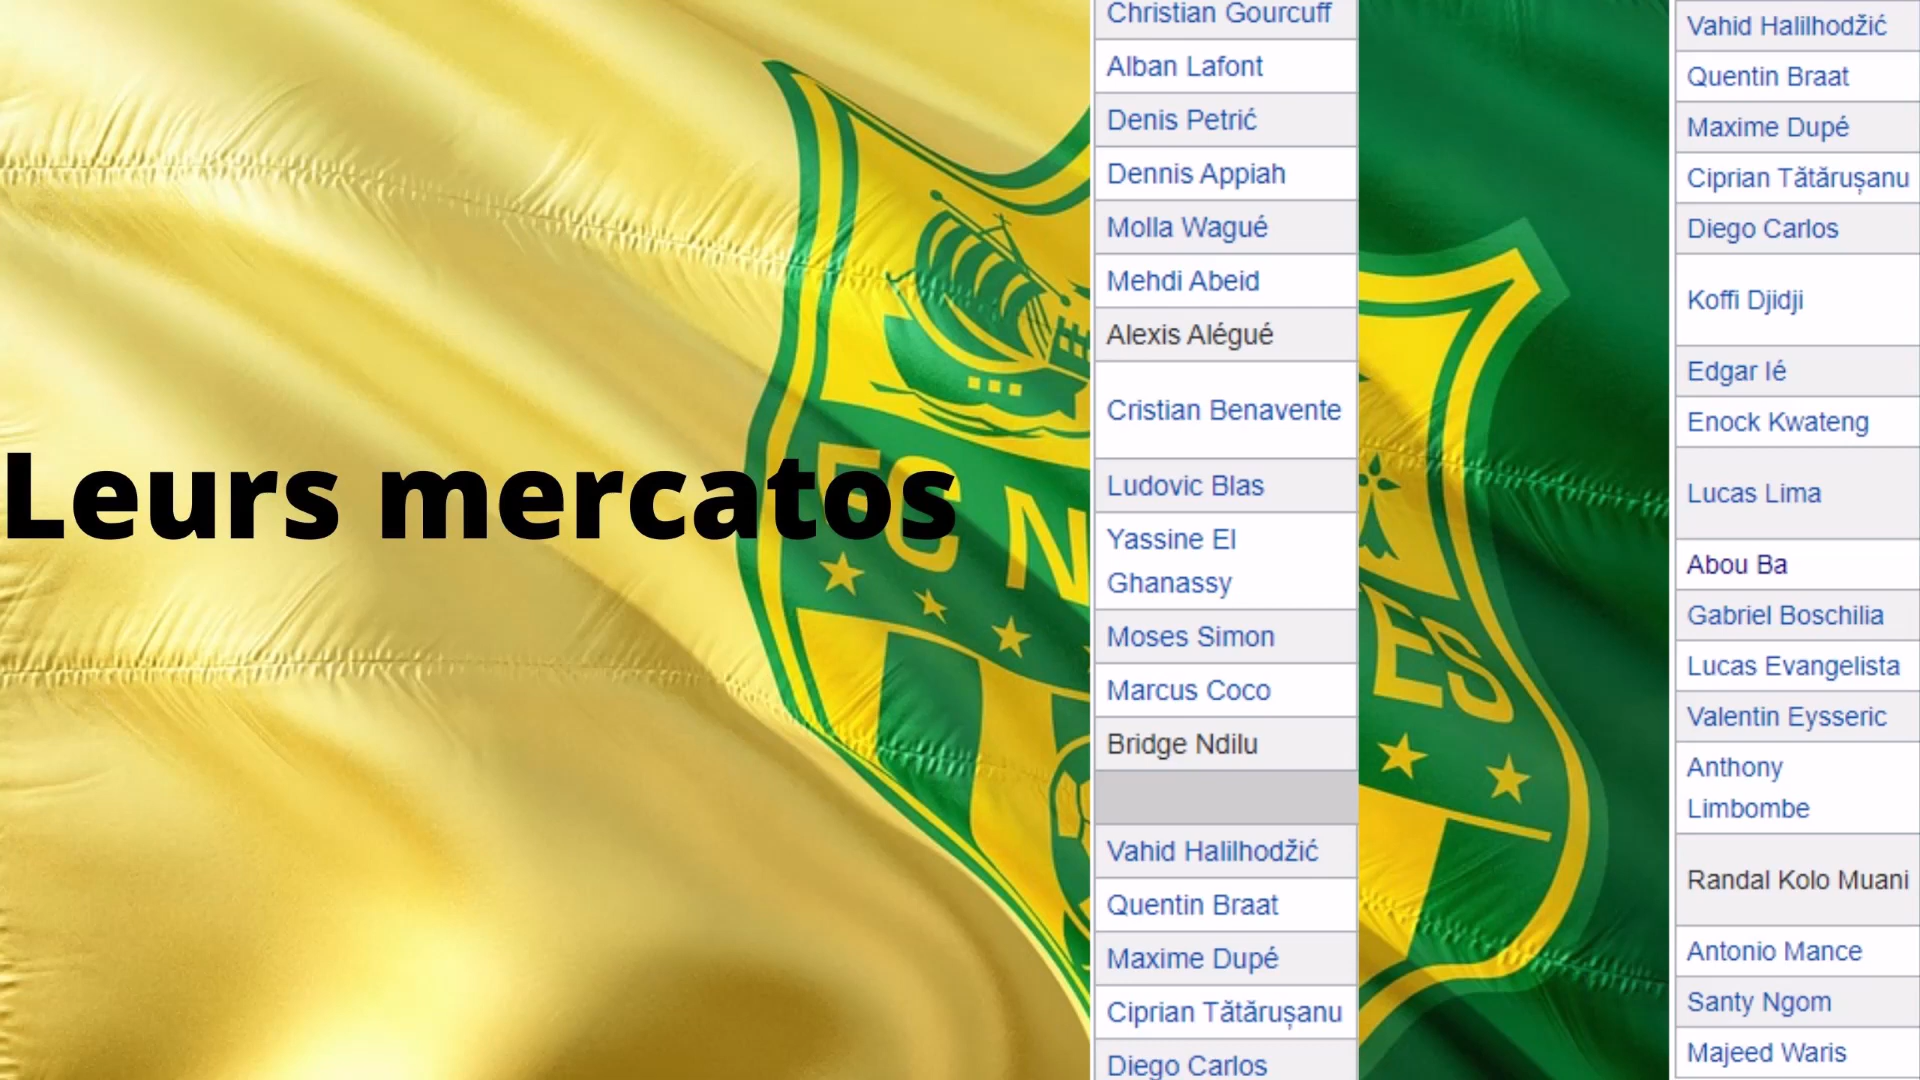 Leurs mercatos
FC N
TES
Christian Gourcuff
Alban Lafont
Denis Petrić
Dennis Appiah
Molla Wagué
Mehdi Abeid
Alexis Alégué
Cristian Benavente
Ludovic Blas
Yassine El
Ghanassy
Moses Simon
Marcus Coco
Bridge Ndilu
Vahid Halilhodžić
Quentin Braat
Maxime Dupé
Ciprian Tătărușanu
Diego Carlos
Vahid Halilhodžić
Quentin Braat
Maxime Dupé
Ciprian Tătărușanu
Diego Carlos
Koffi Djidji
Edgar Ié
Enock Kwateng
Lucas Lima
Abou Ba
Gabriel Boschilia
Lucas Evangelista
Valentin Eysseric
Anthony
Limbombe
Randal Kolo Muani
Antonio Mance
Santy Ngom
Majeed Waris